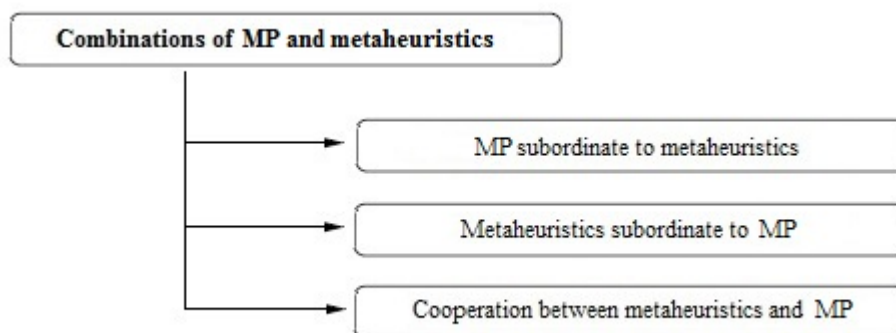 Combinations of MP and metaheuristics
MP subordinate to metaheuristics
Metaheuristics subordinate to MP
Cooperation between metaheuristics and MP